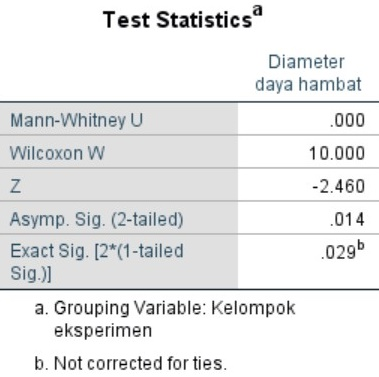 Test Statistics^a
Diameter
daya hambat
Mann-Whitney U .000
Wilcoxon W 10.000
Z -2.460
Asymp. Sig. (2-tailed) .014
Exact Sig. [2*(1-tailed .029^b
Sig.)]
a. Grouping Variable: Kelompok
eksperimen
b. Not corrected for ties.